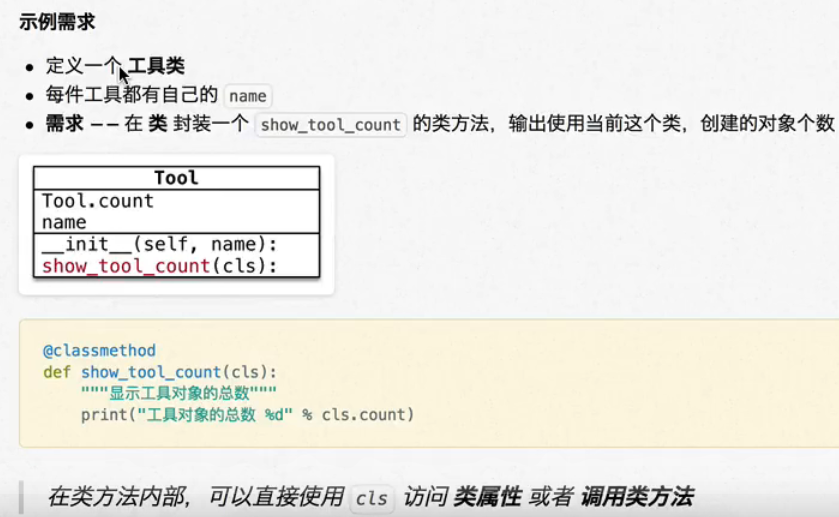 示例需求
• 定义一个 工具类
• 每件工具都有自己的 name
• 需求 —— 在 类 封装一个 show_tool_count 的类方法，输出使用当前这个类，创建的对象个数
Tool
Tool.count
name
__init__(self, name):
show_tool_count(cls):
@classmethod
def show_tool_count(cls):
"""显示工具对象的总数"""
print("工具对象的总数 %d" % cls.count)
在类方法内部，可以直接使用 cls 访问 类属性 或者 调用类方法